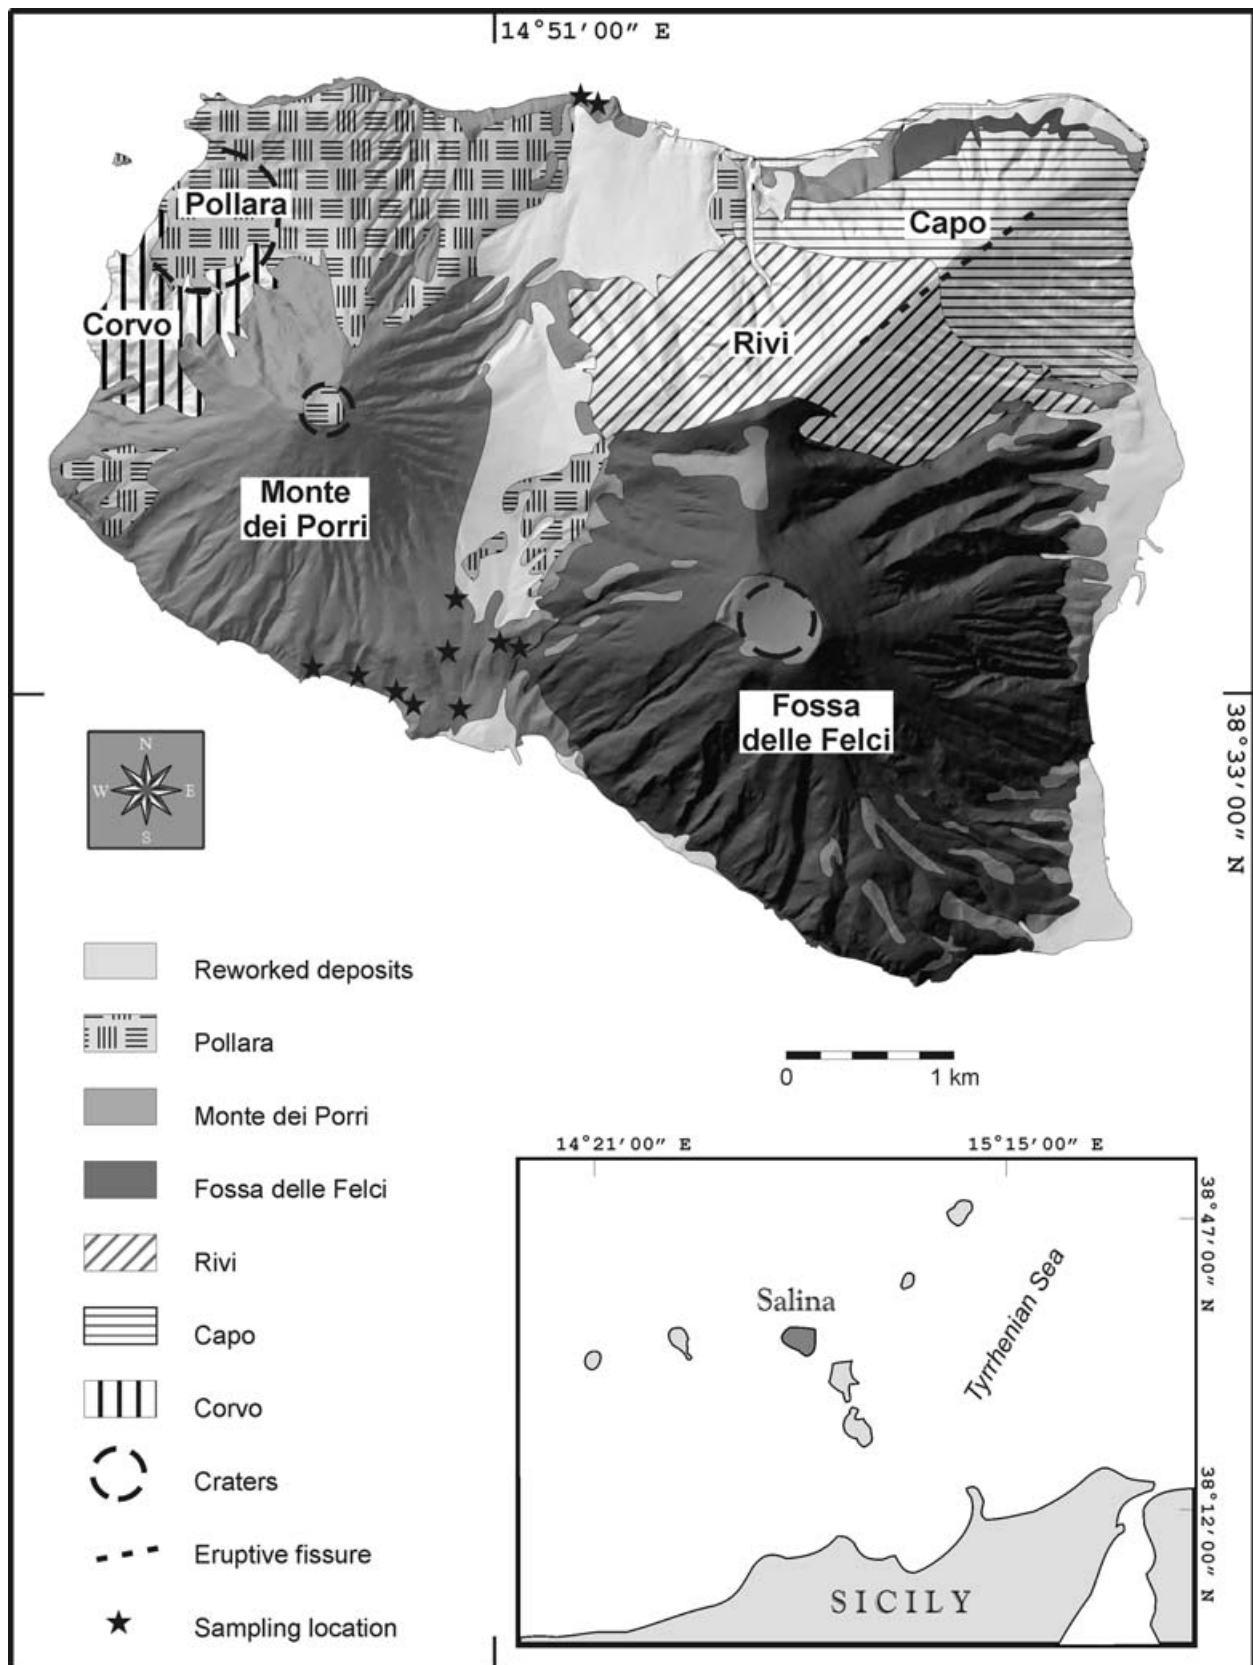 14°51'00" E
Pollara
Capo
Corvo
Rivi
Monte
dei Porri
Fossa
delle Felci
38°33'00" N
N
W E
S
Reworked deposits
Pollara
Monte dei Porri
Fossa delle Felci
Rivi
Capo
Corvo
Craters
Eruptive fissure
Sampling location
0 1 km
14°21'00" E 15°15'00" E
38°47'00" N
Salina
Tyrrhenian Sea
38°12'00" N
SICILY